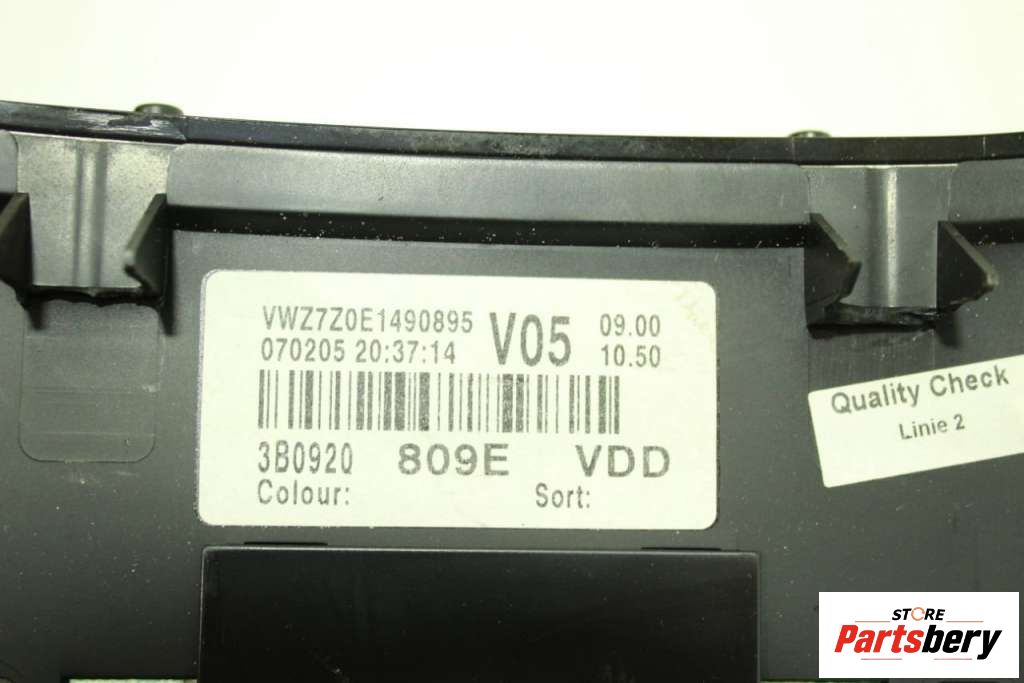 VWZ7Z0E1490895 V05 09.00
070205 20:37:14 10.50
3B0920 809E VDD
Colour: Sort:
Quality Check
Linie 2
STORE
Partsbery